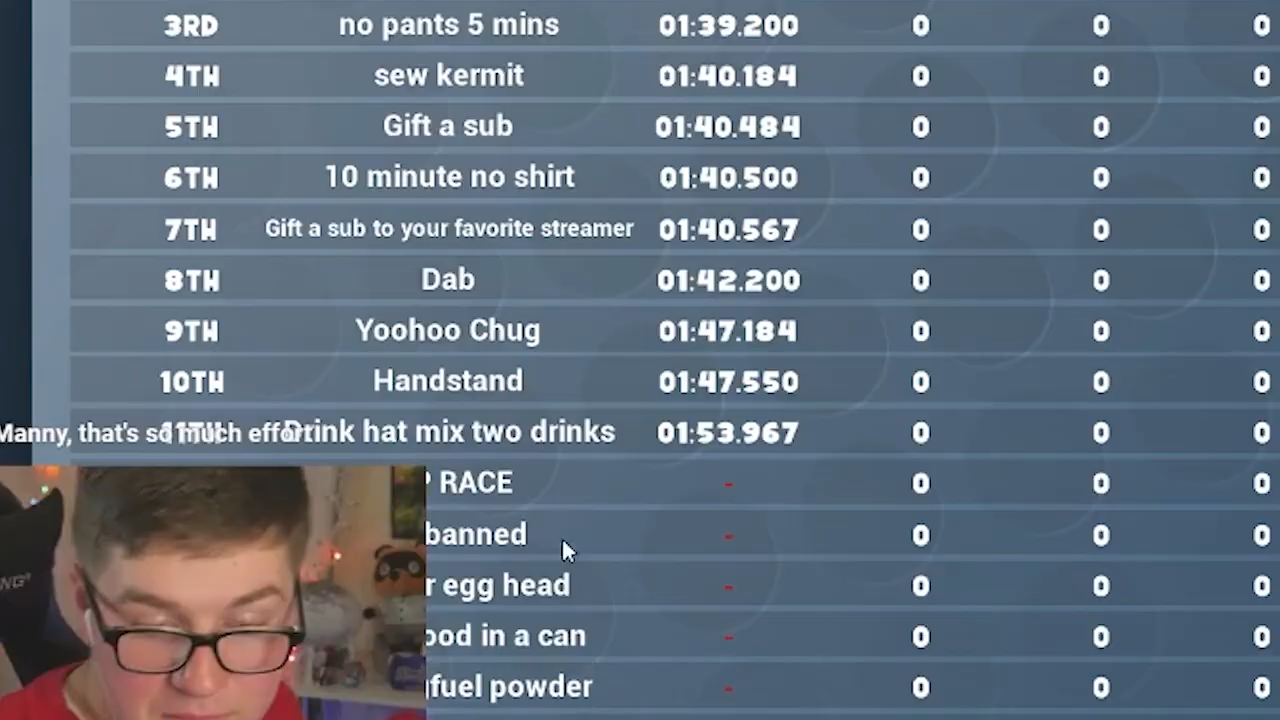 3RD no pants 5 mins 01:39.200 0 0 0
4TH sew kermit 01:40.184 0 0 0
5TH Gift a sub 01:40.484 0 0 0
6TH 10 minute no shirt 01:40.500 0 0 0
7TH Gift a sub to your favorite streamer 01:40.567 0 0 0
8TH Dab 01:42.200 0 0 0
9TH Yoohoo Chug 01:47.184 0 0 0
10TH Handstand 01:47.550 0 0 0
11TH Drink hat mix two drinks 01:53.967 0 0 0
Manny, that's so much effort
RACE - 0 0 0
banned - 0 0 0
r egg head - 0 0 0
ood in a can - 0 0 0
fuel powder - 0 0 0